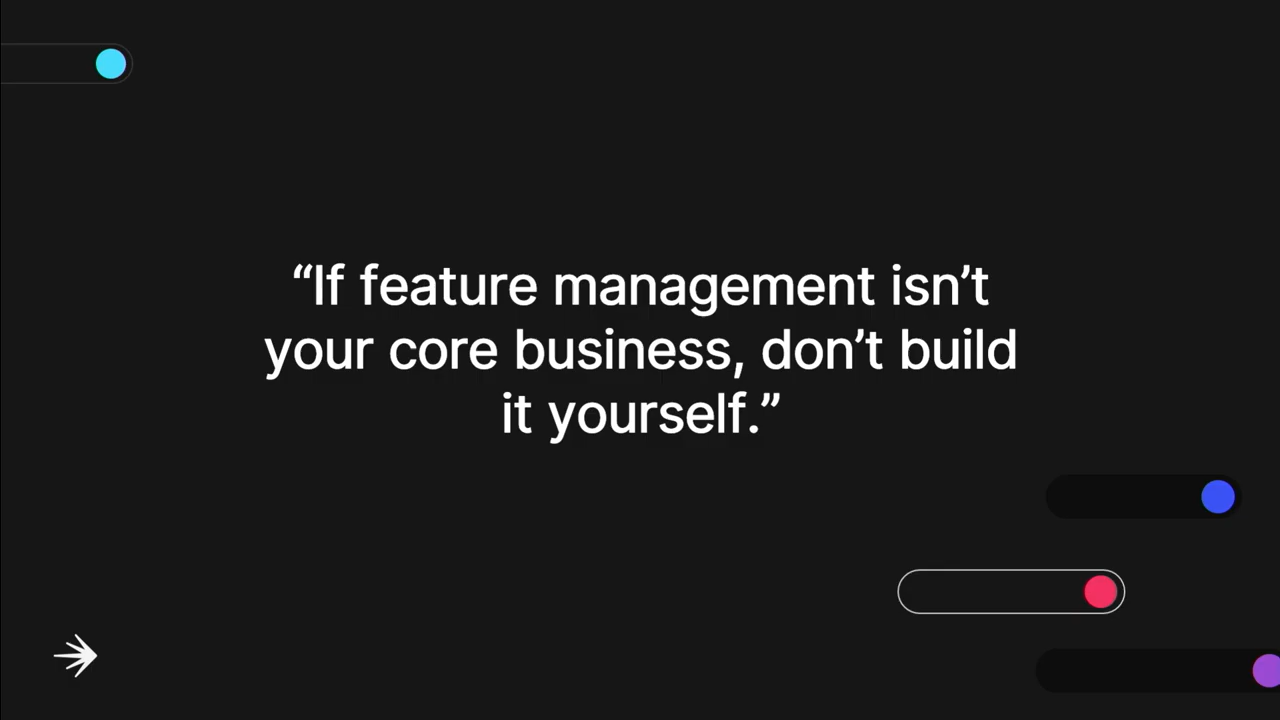 “If feature management isn’t
your core business, don’t build
it yourself.”